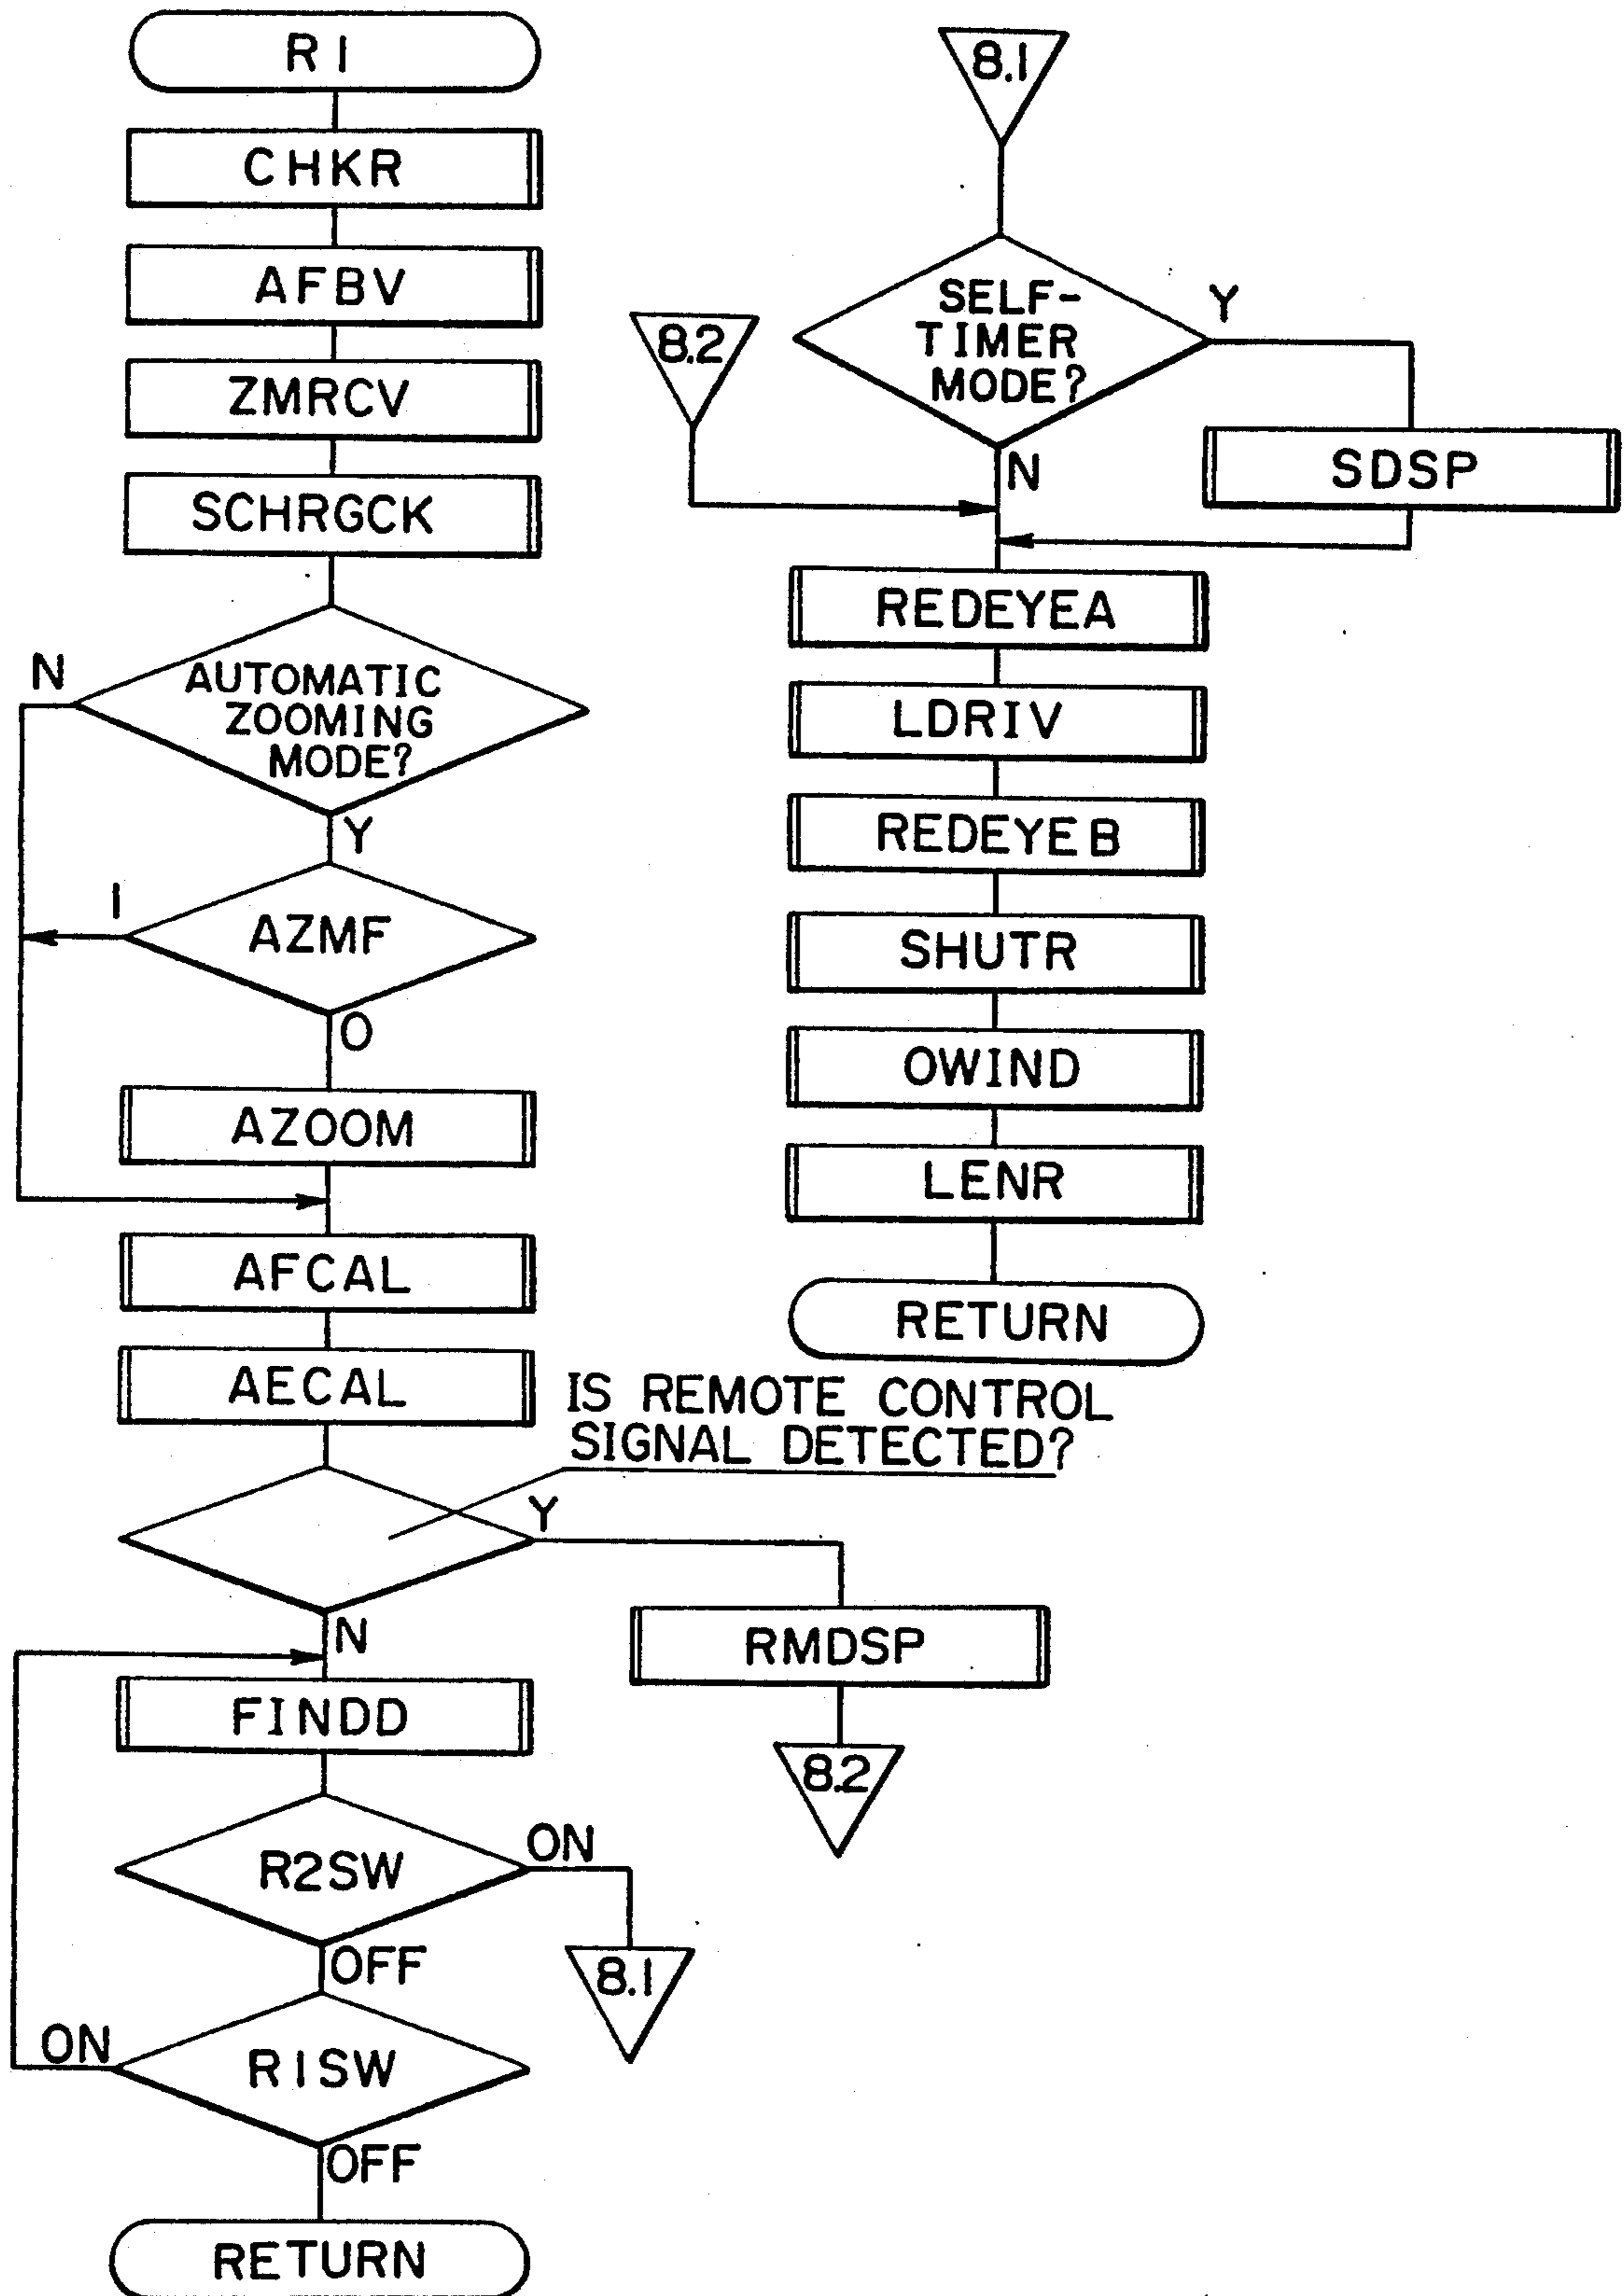 R1
CHKR
AFBV
ZMRCV
SCHRGCK
AUTOMATIC
ZOOMING
MODE?
N
Y
AZMF
1
0
AZOOM
AFCAL
AECAL
IS REMOTE CONTROL
SIGNAL DETECTED?
Y
N
RMDSP
8.2
FINDD
R2SW
ON
8.1
OFF
R1SW
ON
OFF
RETURN
8.1
SELF-
TIMER
MODE?
Y
N
8.2
SDSP
REDEYEA
LDRIV
REDEYEB
SHUTR
OWIND
LENR
RETURN